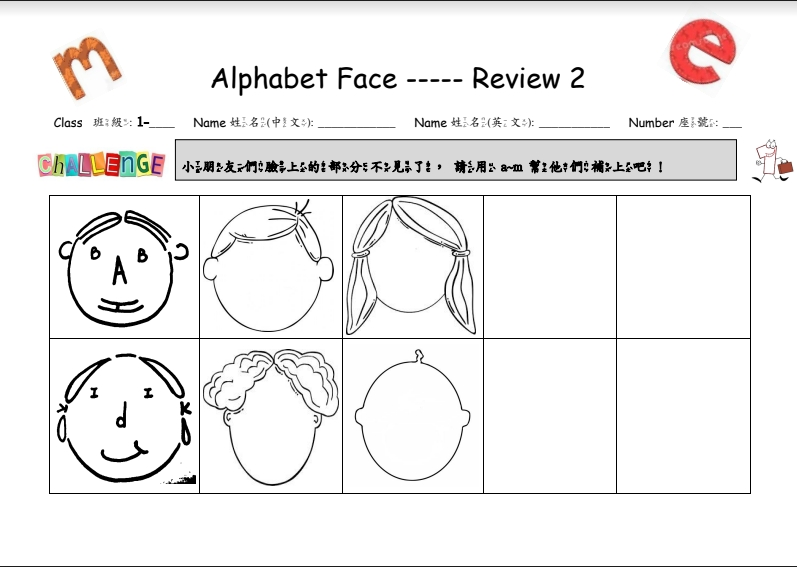 m
e
Alphabet Face ----- Review 2
Class 班級: 1-____ Name 姓名(中文): ____________ Name 姓名(英文): ___________ Number 座號: ___
CHALLENGE
小朋友們臉上的部分不見了, 請用 a~m 幫他們補上吧!
B B
A
I I
K
d